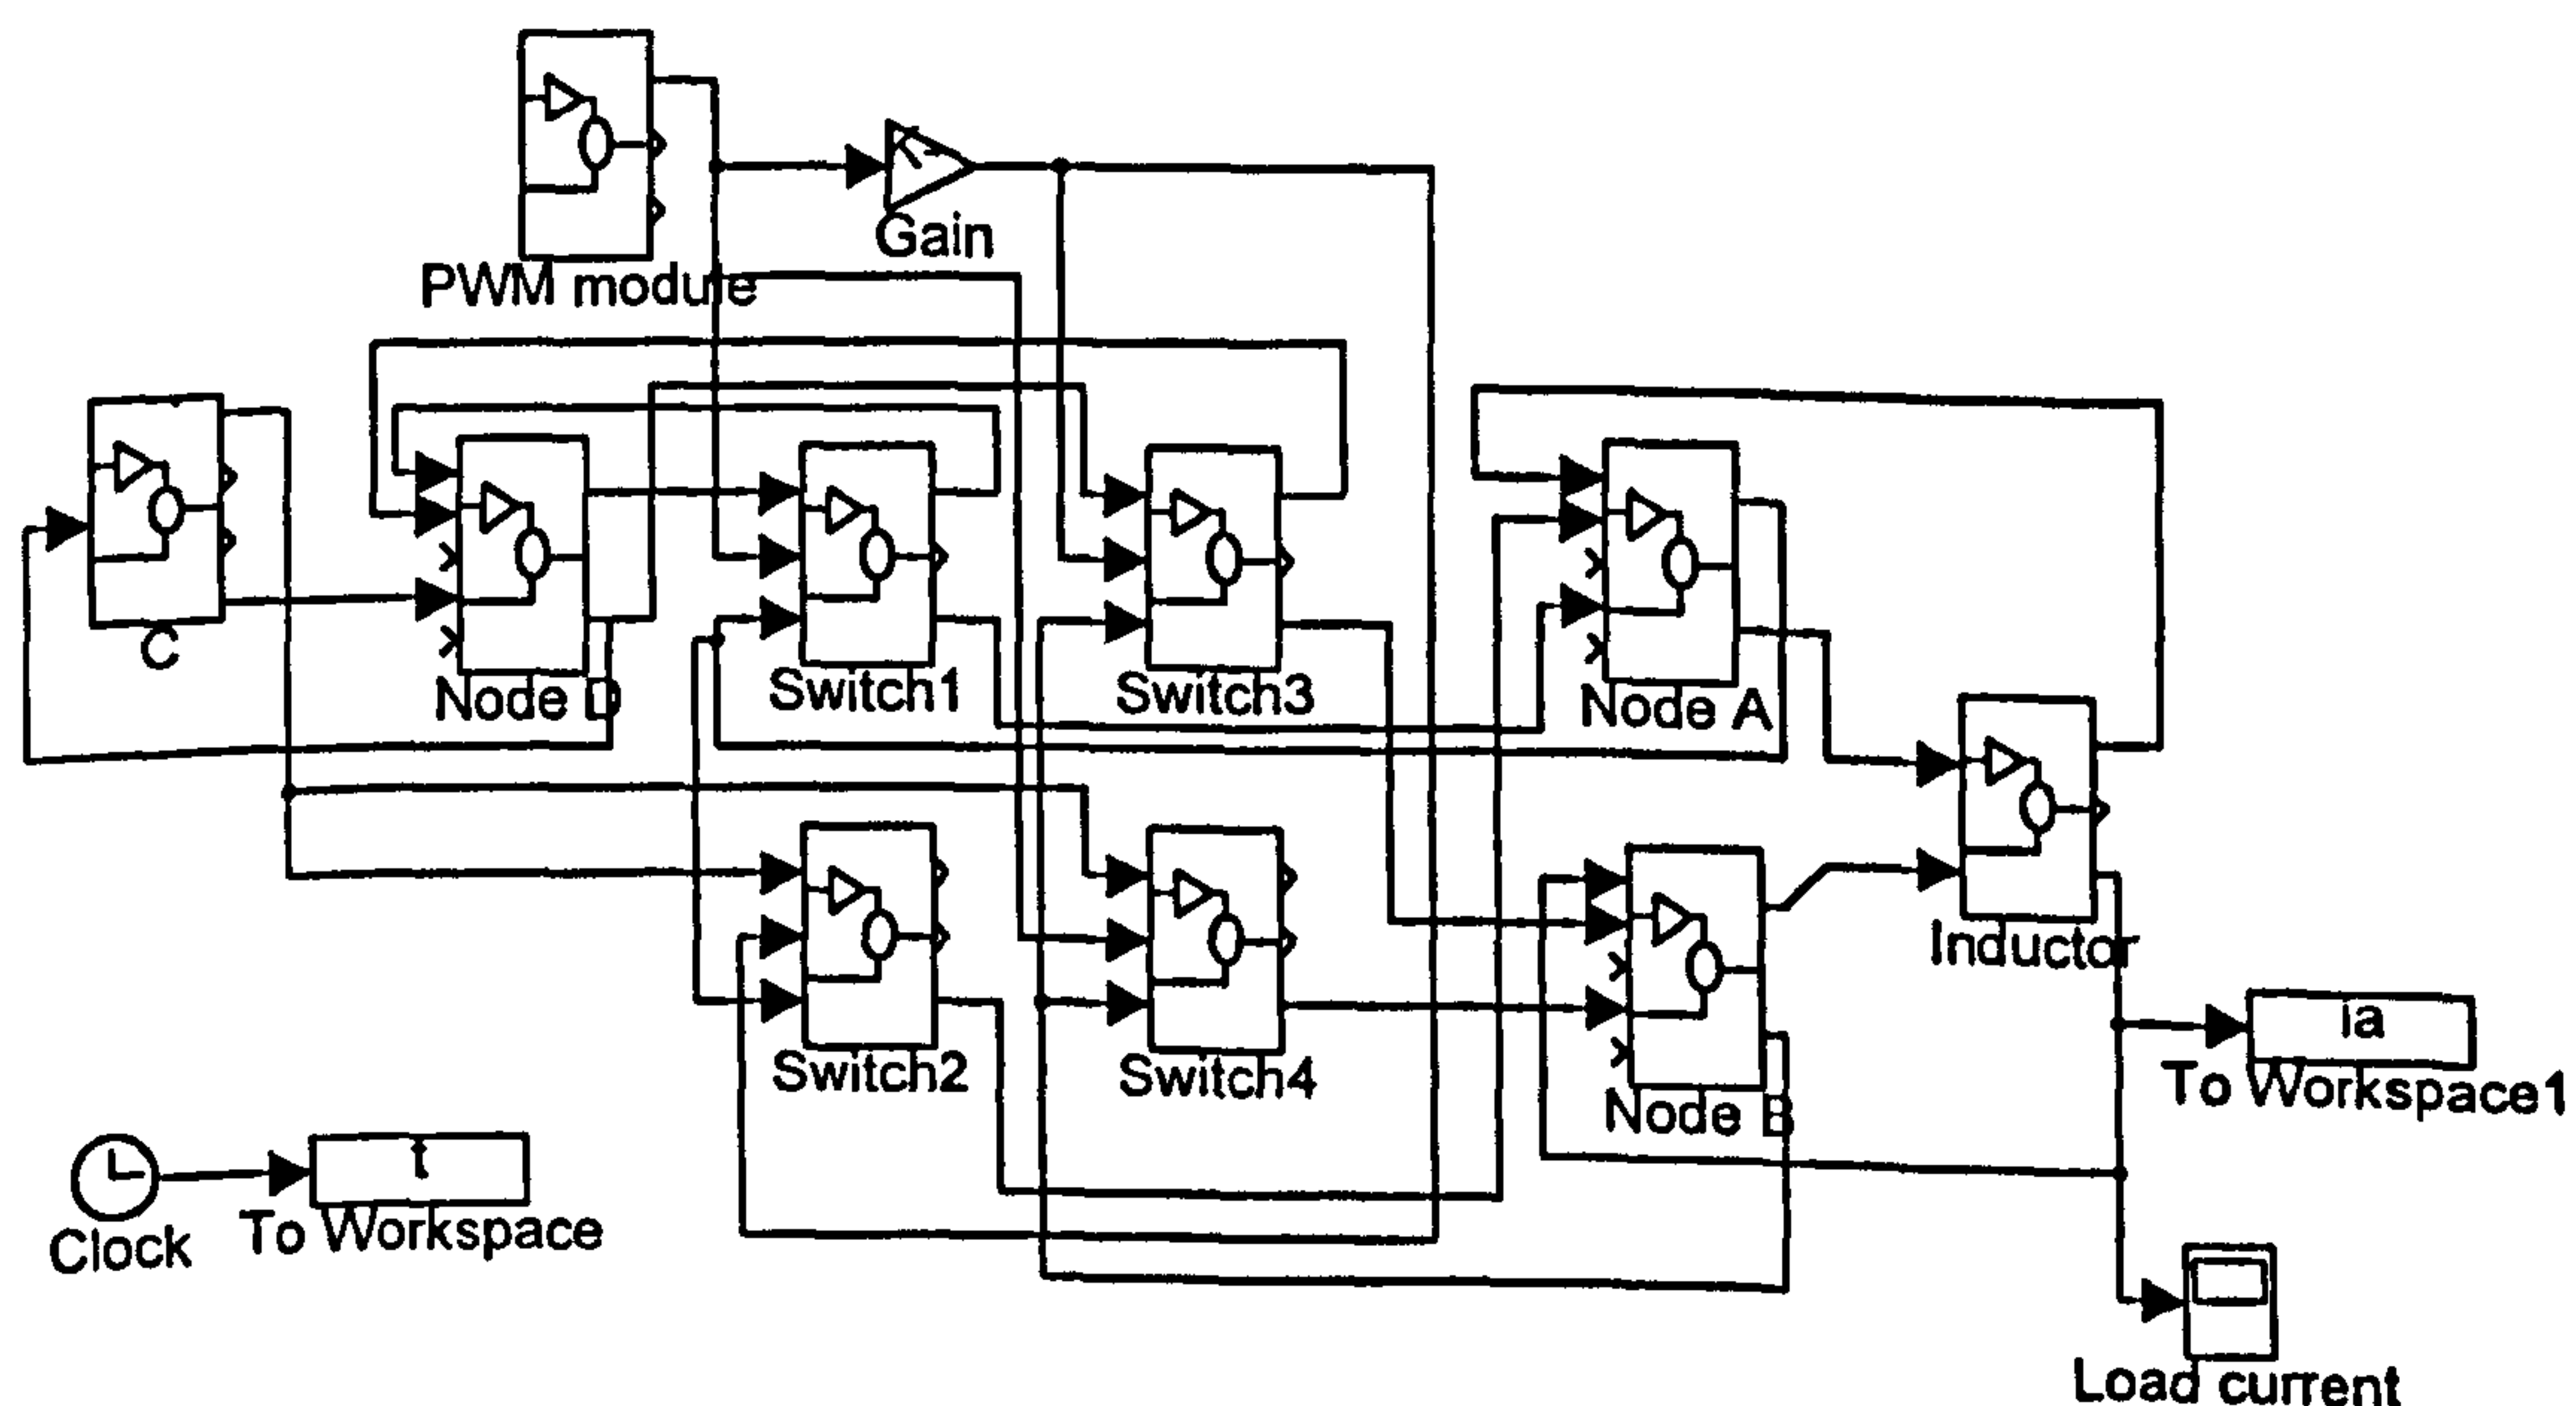 PWM module
K-
Gain
C
Node D
Switch1
Switch3
Node A
Inductor
Switch2
Switch4
Node B
ia
To Workspace1
t
Clock
To Workspace
Load current